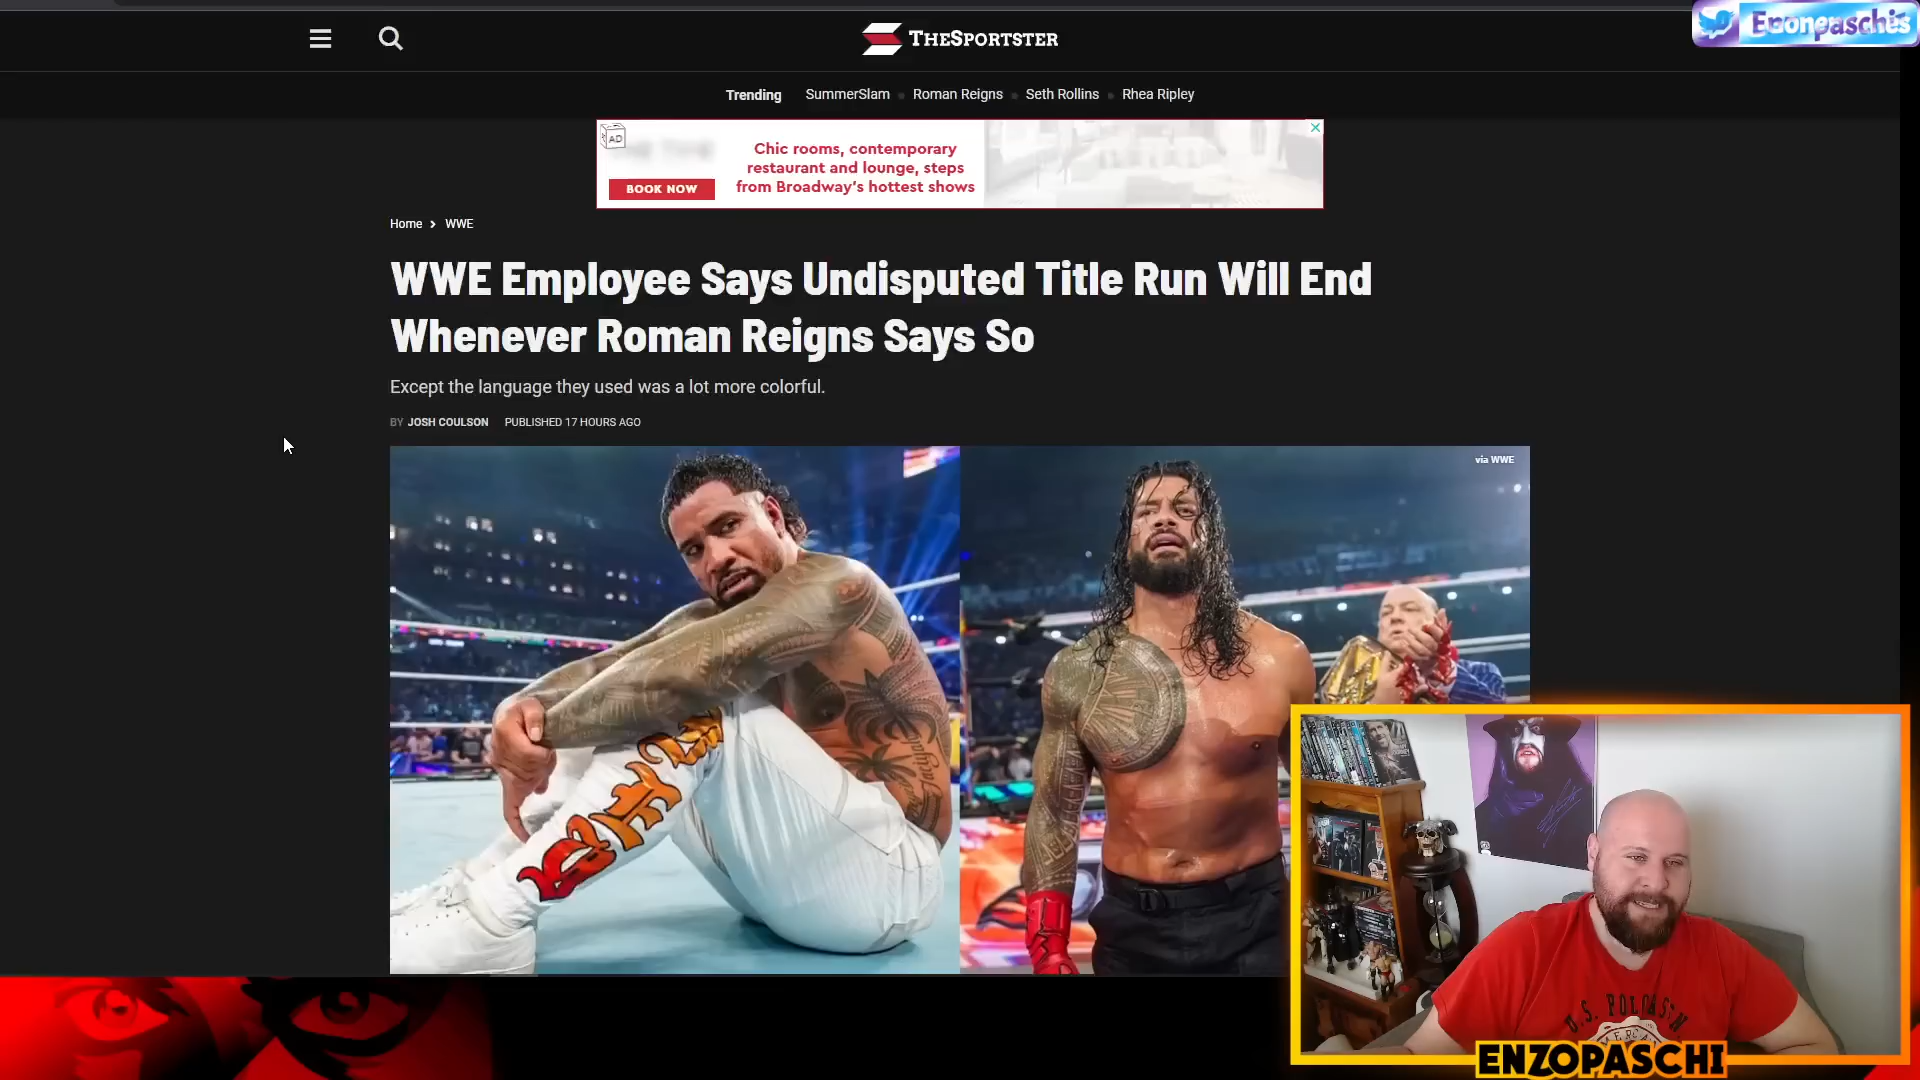 THESPORTSTER
Trending SummerSlam Roman Reigns Seth Rollins Rhea Ripley
AD
Chic rooms, contemporary
restaurant and lounge, steps
from Broadway's hottest shows
BOOK NOW
Home > WWE
WWE Employee Says Undisputed Title Run Will End
Whenever Roman Reigns Says So
Except the language they used was a lot more colorful.
BY JOSH COULSON PUBLISHED 17 HOURS AGO
via WWE
ENZOPASCHI